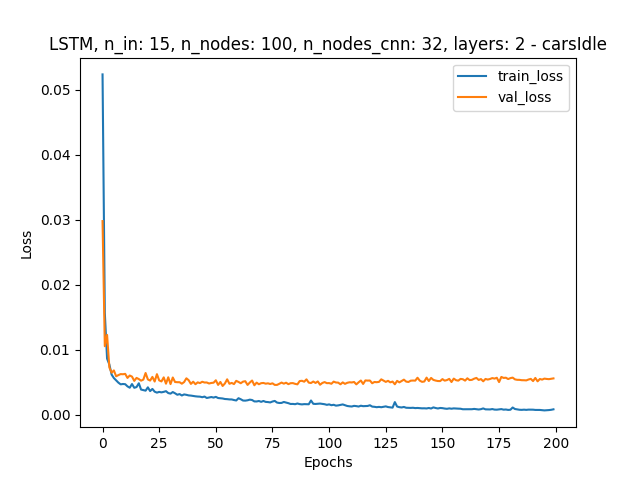 LSTM, n_in: 15, n_nodes: 100, n_nodes_cnn: 32, layers: 2 - carsIdle
train_loss
val_loss
0.05
0.04
0.03
0.02
0.01
0.00
Loss
0 25 50 75 100 125 150 175 200
Epochs